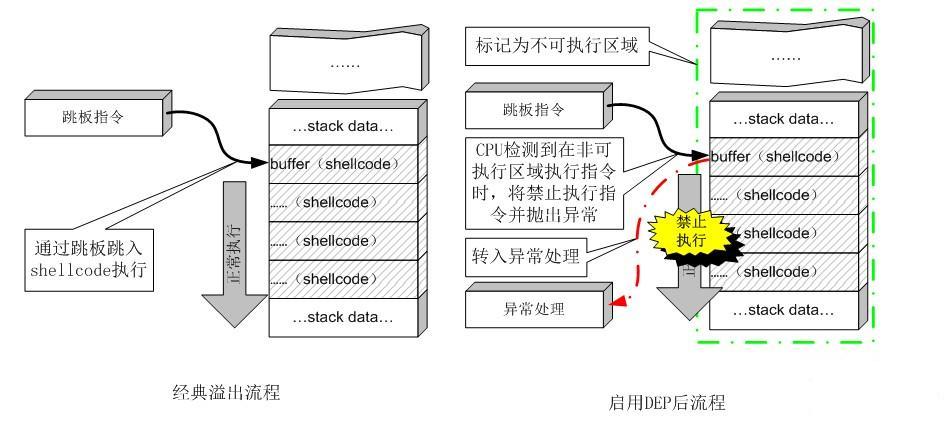 ……
跳板指令
…stack data…
buffer（shellcode）
……（shellcode）
……（shellcode）
……（shellcode）
…stack data…
通过跳板跳入
shellcode执行
正常执行
经典溢出流程
标记为不可执行区域
……
跳板指令
…stack data…
buffer（shellcode）
……（shellcode）
……（shellcode）
……（shellcode）
…stack data…
CPU检测到在非可
执行区域执行指令
时，将禁止执行指
令并抛出异常
禁止
执行
正
转入异常处理
异常处理
启用DEP后流程